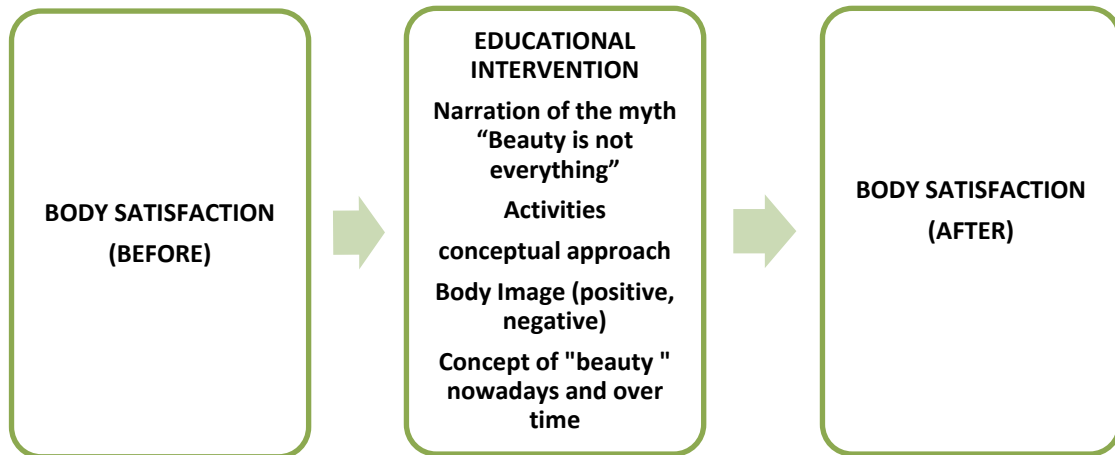 BODY SATISFACTION
(BEFORE)
EDUCATIONAL
INTERVENTION
Narration of the myth
“Beauty is not
everything”
Activities
conceptual approach
Body Image (positive,
negative)
Concept of "beauty "
nowadays and over
time
BODY SATISFACTION
(AFTER)